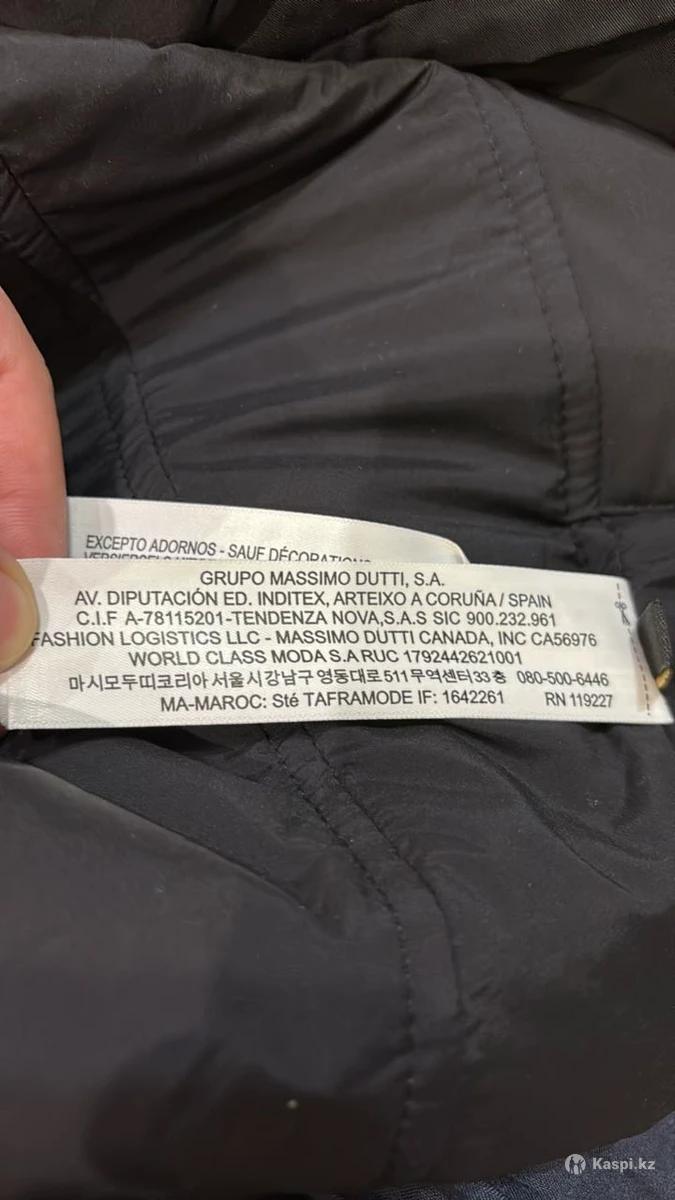 EXCEPTO ADORNOS - SAUF DÉCORATIONS
GRUPO MASSIMO DUTTI, S.A.
AV. DIPUTACIÓN ED. INDITEX, ARTEIXO A CORUÑA / SPAIN
C.I.F A-78115201-TENDENZA NOVA,S.A.S SIC 900.232.961
FASHION LOGISTICS LLC - MASSIMO DUTTI CANADA, INC CA56976
WORLD CLASS MODA S.A RUC 1792442621001
마시모두띠코리아 서울시강남구 영동대로511무역센터33층 080-500-6446
MA-MAROC: Sté TAFRAMODE IF: 1642261 RN 119227
Kaspi.kz